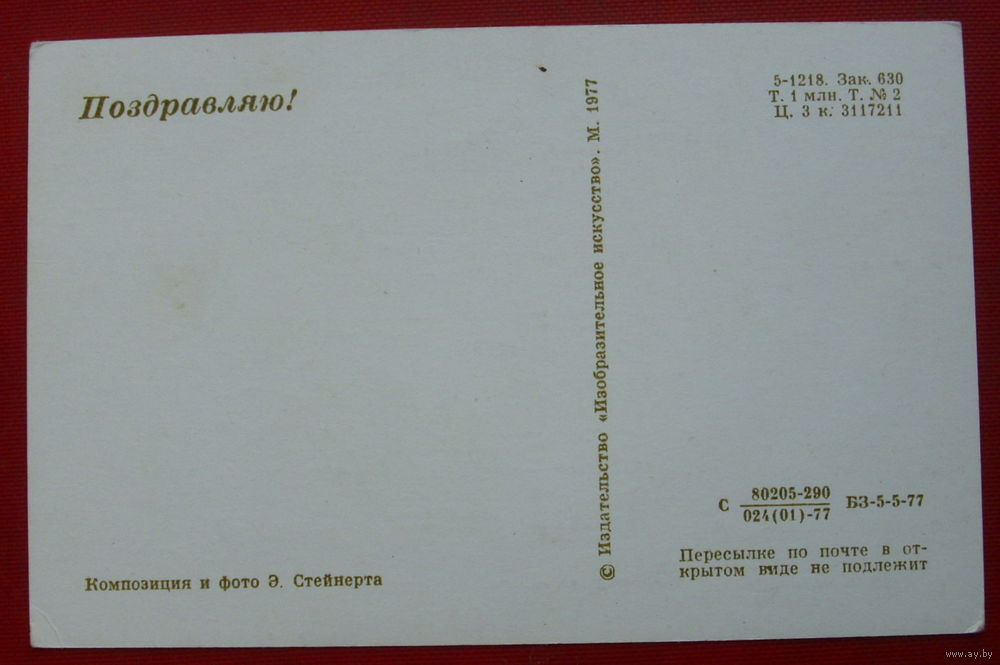 Поздравляю!
Композиция и фото Э. Стейнерта
© Издательство «Изобразительное искусство». М. 1977
5-1218. Зак. 630
Т. 1 млн. Т. № 2
Ц. 3 к. 3117211
С 80205-290 БЗ-5-5-77
024(01)-77
Пересылке по почте в от-
крытом виде не подлежит
www.ay.by